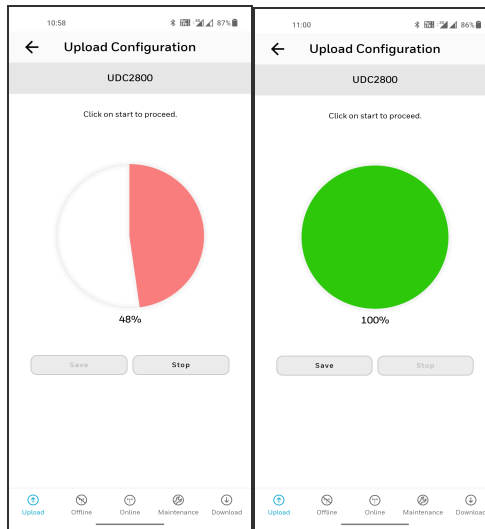 10:58
87%
Upload Configuration
UDC2800
Click on start to proceed.
48%
Save
Stop
Upload
Offline
Online
Maintenance
Download
11:00
86%
Upload Configuration
UDC2800
Click on start to proceed.
100%
Save
Stop
Upload
Offline
Online
Maintenance
Download